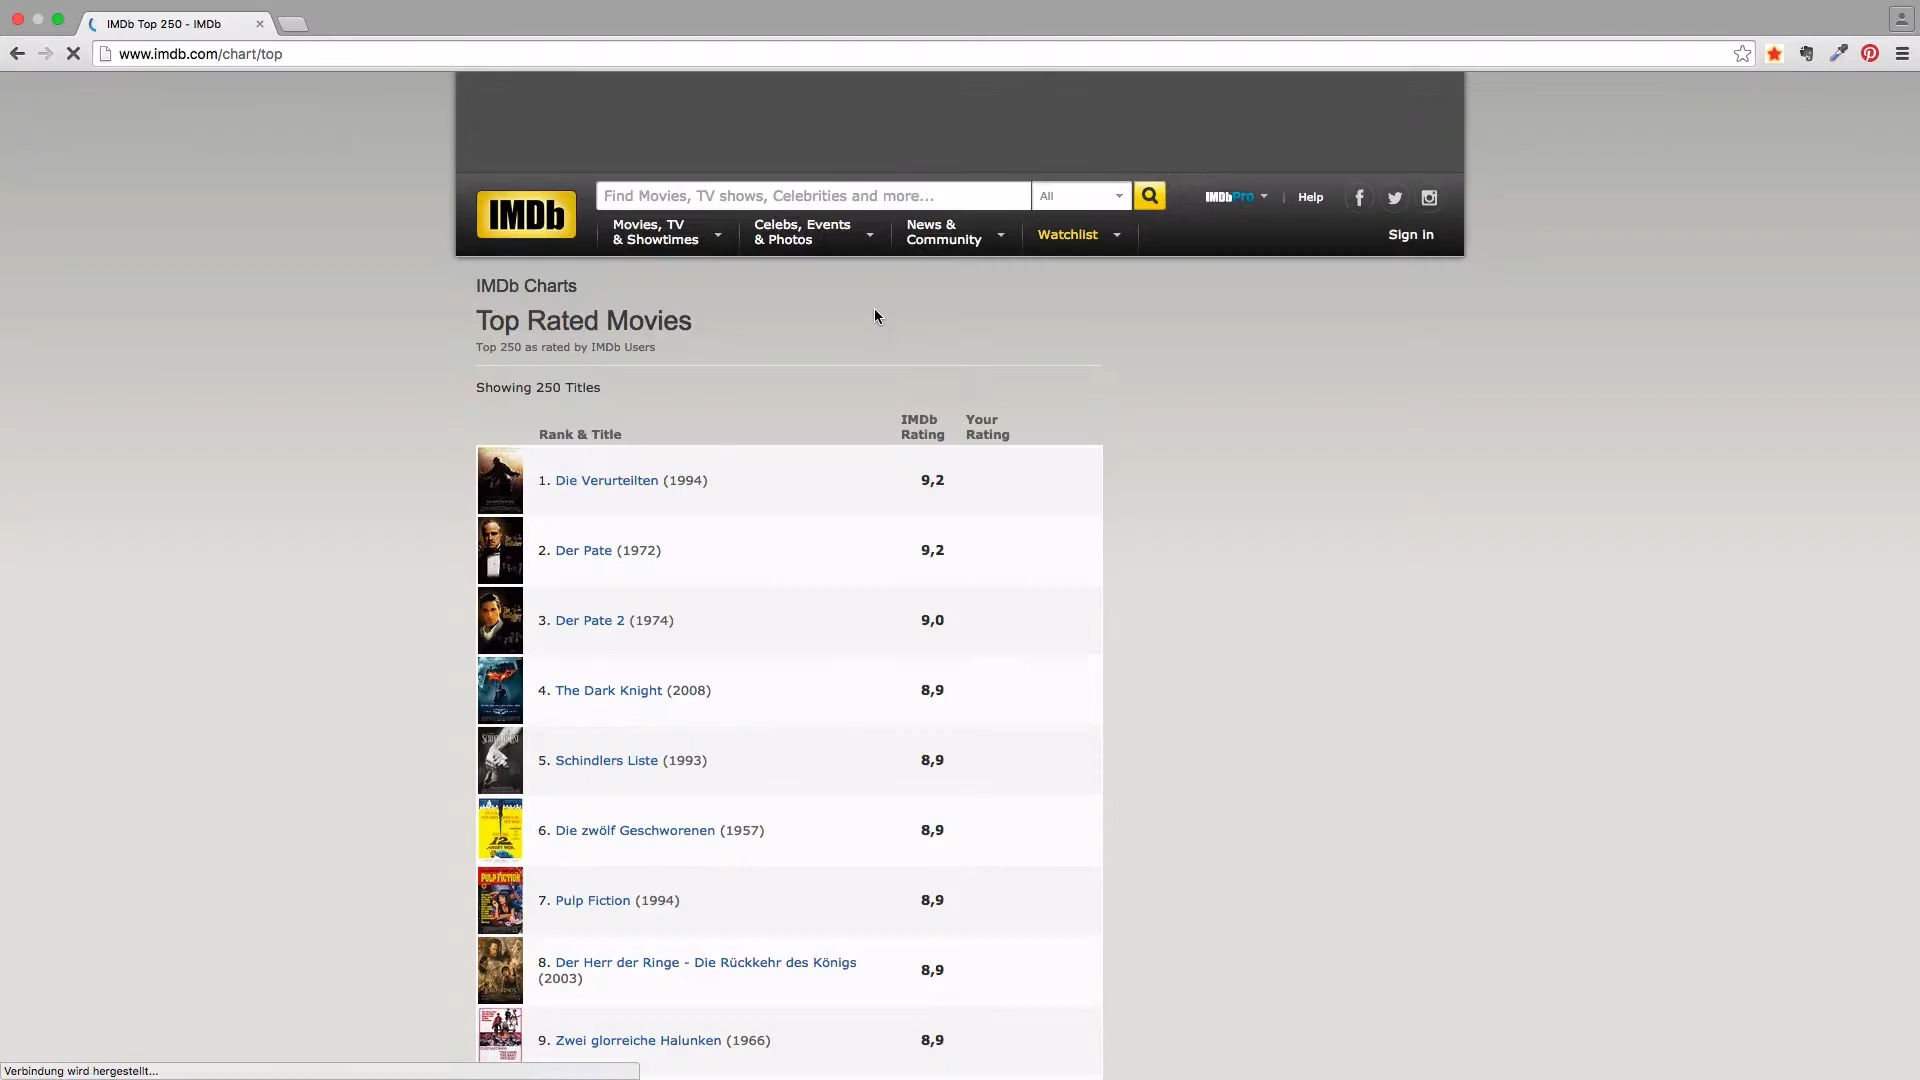 IMDb Top 250 - IMDb
www.imdb.com/chart/top
IMDb
Find Movies, TV shows, Celebrities and more...
All
IMDbPro
Help
Movies, TV
& Showtimes
Celebs, Events
& Photos
News &
Community
Watchlist
Sign in
IMDb Charts
Top Rated Movies
Top 250 as rated by IMDb Users
Showing 250 Titles
Rank & Title
IMDb
Rating
Your
Rating
1. Die Verurteilten (1994) 9,2
2. Der Pate (1972) 9,2
3. Der Pate 2 (1974) 9,0
4. The Dark Knight (2008) 8,9
5. Schindlers Liste (1993) 8,9
6. Die zwölf Geschworenen (1957) 8,9
PULP FICTION
7. Pulp Fiction (1994) 8,9
8. Der Herr der Ringe - Die Rückkehr des Königs
(2003) 8,9
9. Zwei glorreiche Halunken (1966) 8,9
Verbindung wird hergestellt...